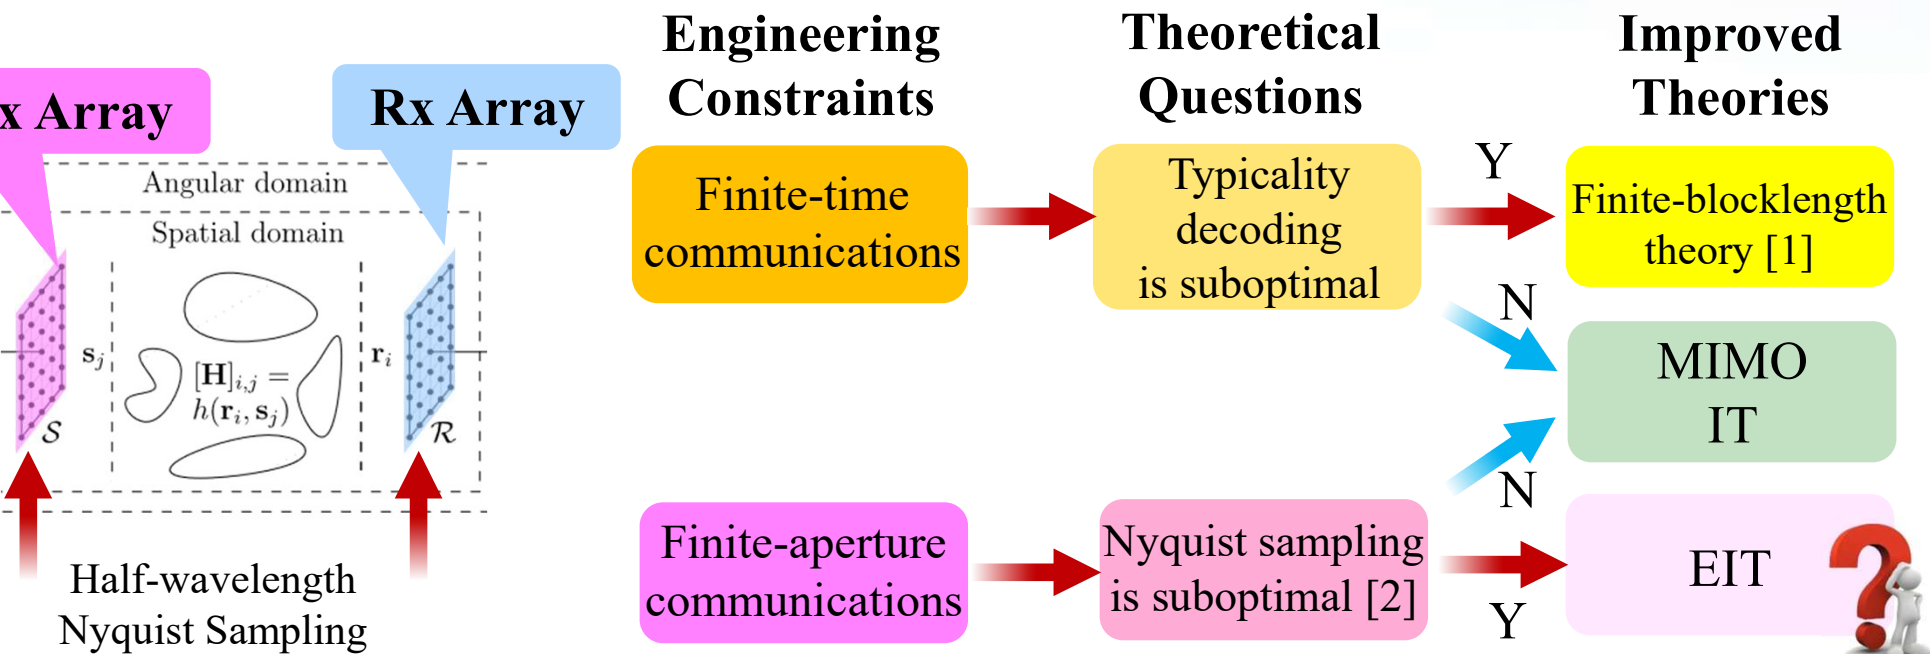 x Array
Rx Array
Angular domain
Spatial domain
s_j
r_i
[H]_{i,j} =
h(r_i, s_j)
S
R
Half-wavelength
Nyquist Sampling
Engineering
Constraints
Theoretical
Questions
Improved
Theories
Finite-time
communications
Typicality
decoding
is suboptimal
Y
Finite-blocklength
theory [1]
N
MIMO
IT
N
Finite-aperture
communications
Nyquist sampling
is suboptimal [2]
Y
EIT
?